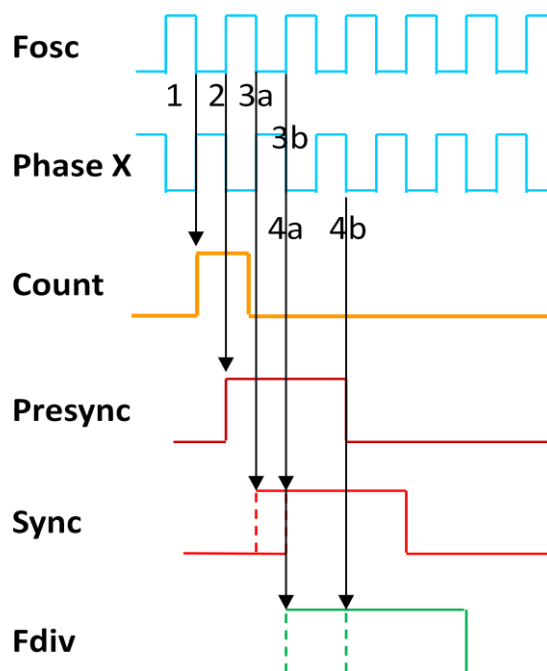 Fosc
1 2 3a
3b
Phase X
4a 4b
Count
Presync
Sync
Fdiv